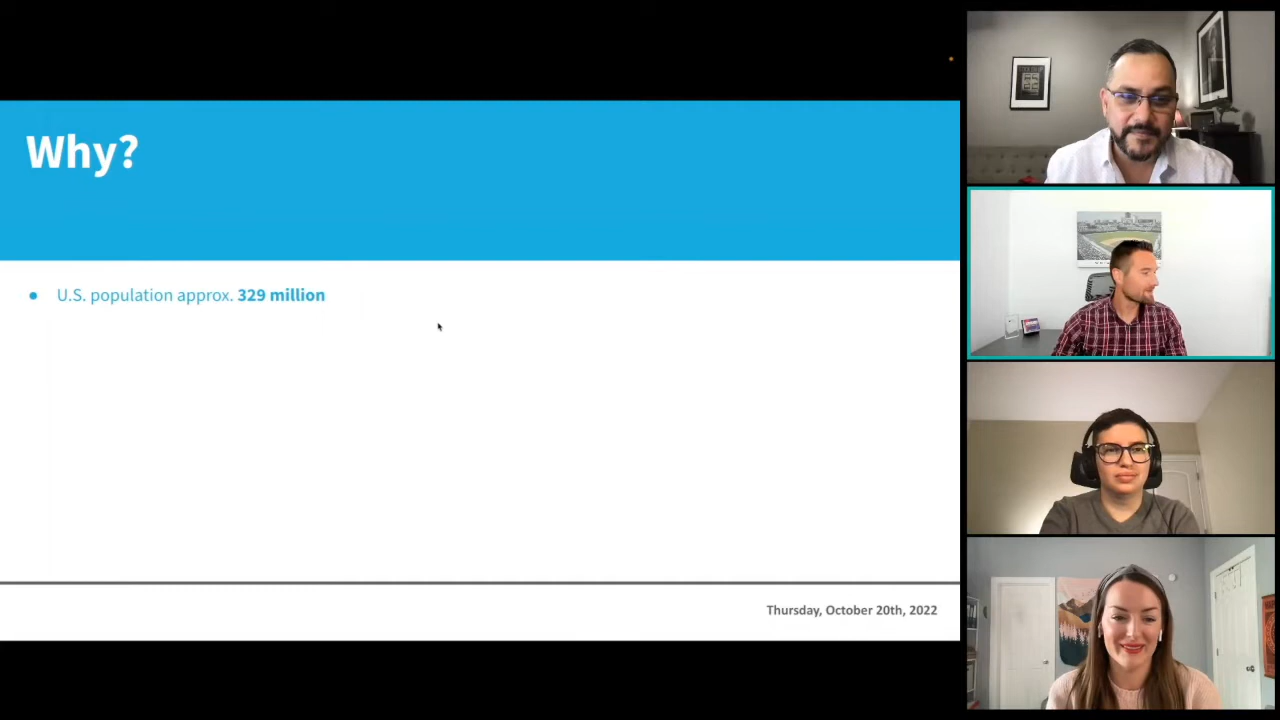 Why?
● U.S. population approx. 329 million
Thursday, October 20th, 2022